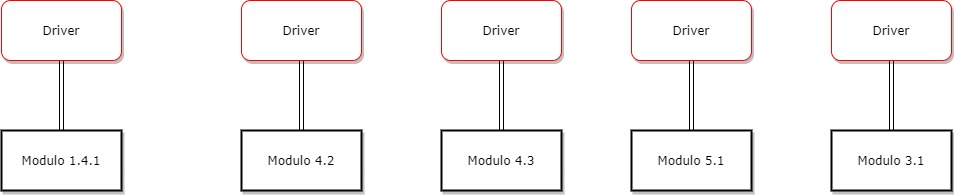 Driver
Driver
Driver
Driver
Driver
Modulo 1.4.1
Modulo 4.2
Modulo 4.3
Modulo 5.1
Modulo 3.1